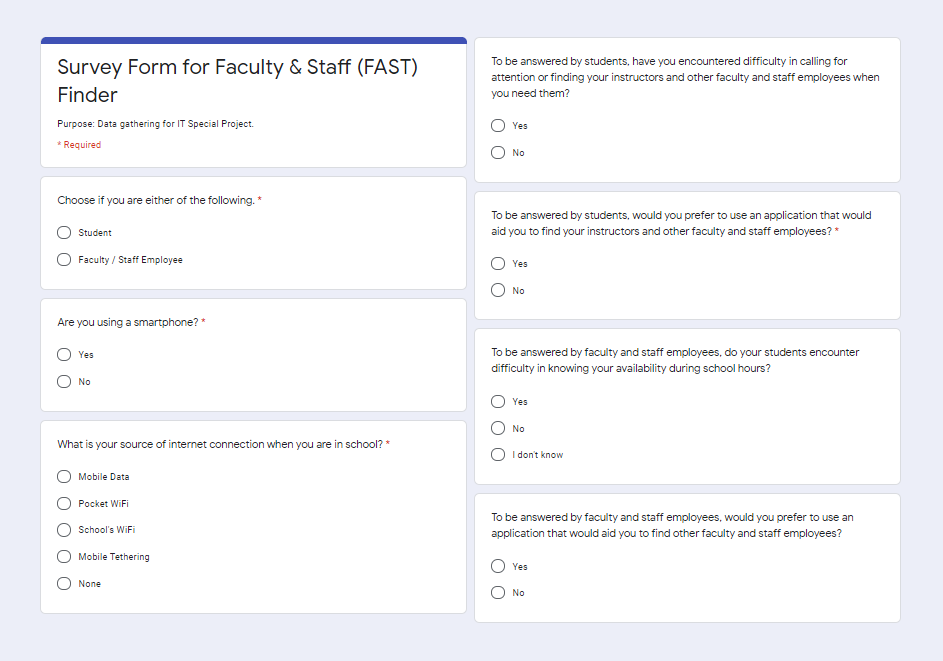 Survey Form for Faculty & Staff (FAST)
Finder
Purpose: Data gathering for IT Special Project.
* Required
Choose if you are either of the following. *
Student
Faculty / Staff Employee
Are you using a smartphone? *
Yes
No
What is your source of internet connection when you are in school? *
Mobile Data
Pocket WiFi
School's WiFi
Mobile Tethering
None
To be answered by students, have you encountered difficulty in calling for
attention or finding your instructors and other faculty and staff employees when
you need them?
Yes
No
To be answered by students, would you prefer to use an application that would
aid you to find your instructors and other faculty and staff employees? *
Yes
No
To be answered by faculty and staff employees, do your students encounter
difficulty in knowing your availability during school hours?
Yes
No
I don't know
To be answered by faculty and staff employees, would you prefer to use an
application that would aid you to find other faculty and staff employees?
Yes
No